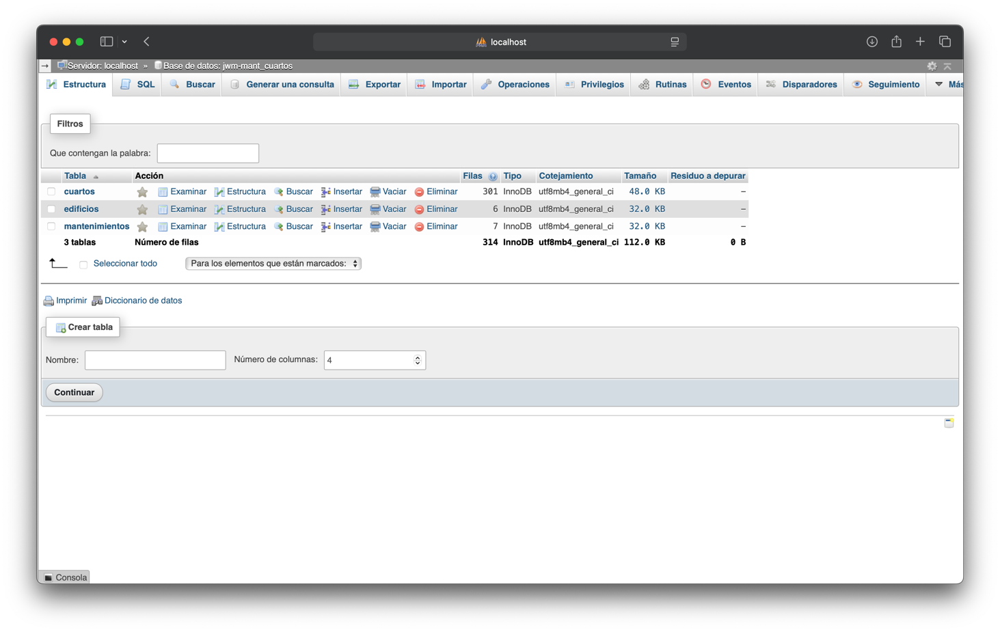 localhost
Servidor: localhost » Base de datos: jwm-mant_cuartos
Estructura SQL Buscar Generar una consulta Exportar Importar Operaciones Privilegios Rutinas Eventos Disparadores Seguimiento Más
Filtros
Que contengan la palabra:
Tabla Acción Filas Tipo Cotejamiento Tamaño Residuo a depurar
cuartos Examinar Estructura Buscar Insertar Vaciar Eliminar 301 InnoDB utf8mb4_general_ci 48.0 KB –
edificios Examinar Estructura Buscar Insertar Vaciar Eliminar 6 InnoDB utf8mb4_general_ci 32.0 KB –
mantenimientos Examinar Estructura Buscar Insertar Vaciar Eliminar 7 InnoDB utf8mb4_general_ci 32.0 KB –
3 tablas Número de filas 314 InnoDB utf8mb4_general_ci 112.0 KB 0 B
Seleccionar todo Para los elementos que están marcados:
Imprimir Diccionario de datos
Crear tabla
Nombre: Número de columnas: 4
Continuar
Consola